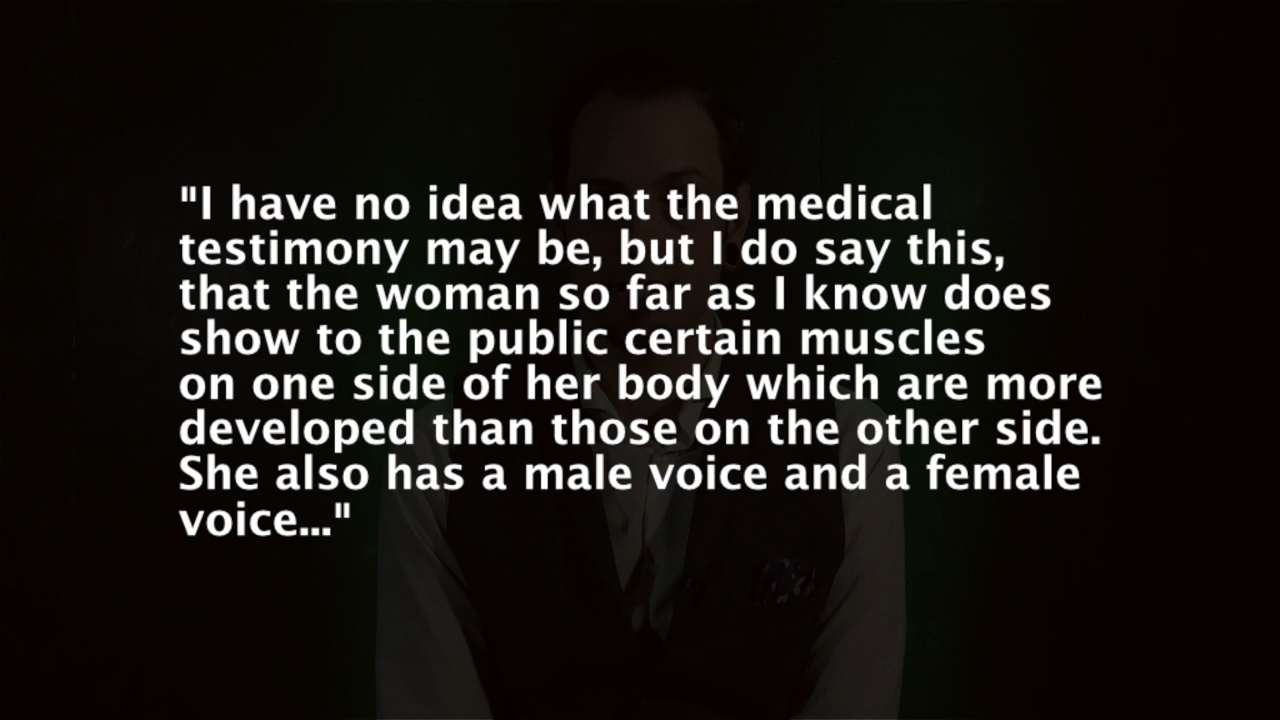 "I have no idea what the medical
testimony may be, but I do say this,
that the woman so far as I know does
show to the public certain muscles
on one side of her body which are more
developed than those on the other side.
She also has a male voice and a female
voice..."